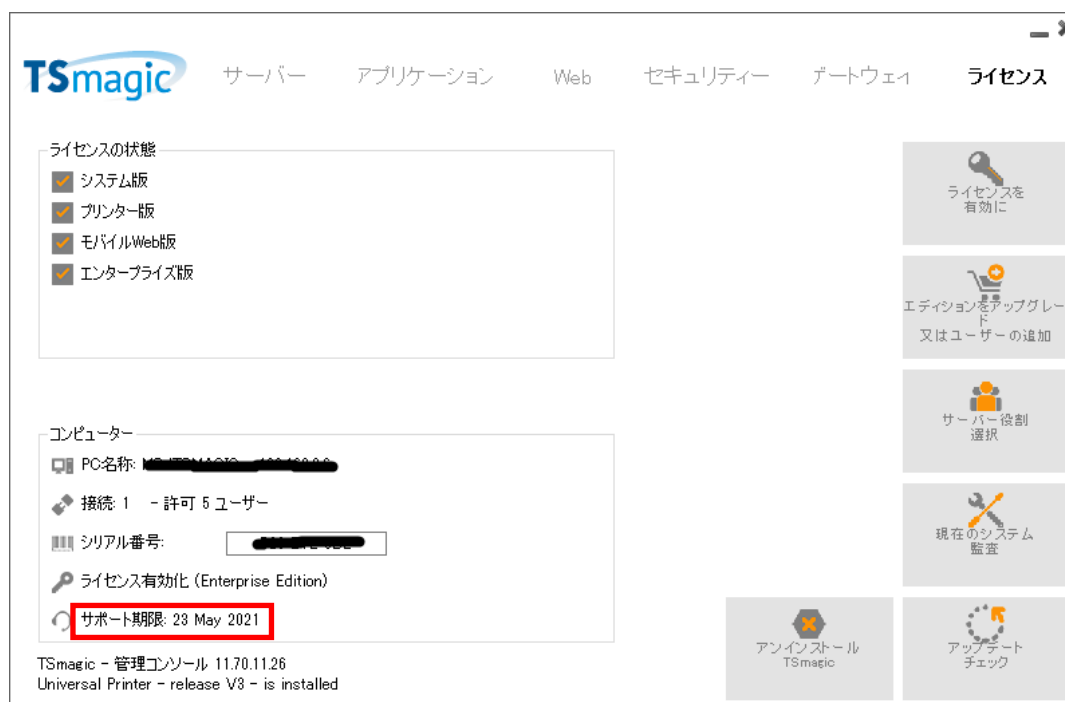 TSmagic
サーバー アプリケーション Web セキュリティー ゲートウェイ ライセンス
ライセンスの状態
システム版
プリンター版
モバイルWeb版
エンタープライズ版
コンピューター
PC名称:
接続: 1 - 許可 5 ユーザー
シリアル番号:
ライセンス有効化 (Enterprise Edition)
サポート期限: 23 May 2021
TSmagic - 管理コンソール 11.70.11.26
Universal Printer - release V3 - is installed
ライセンスを
有効に
エディションをアップグレー
ド
又はユーザーの追加
サーバー役割
選択
現在のシステム
監査
アンインストール
TSmagic
アップデート
チェック